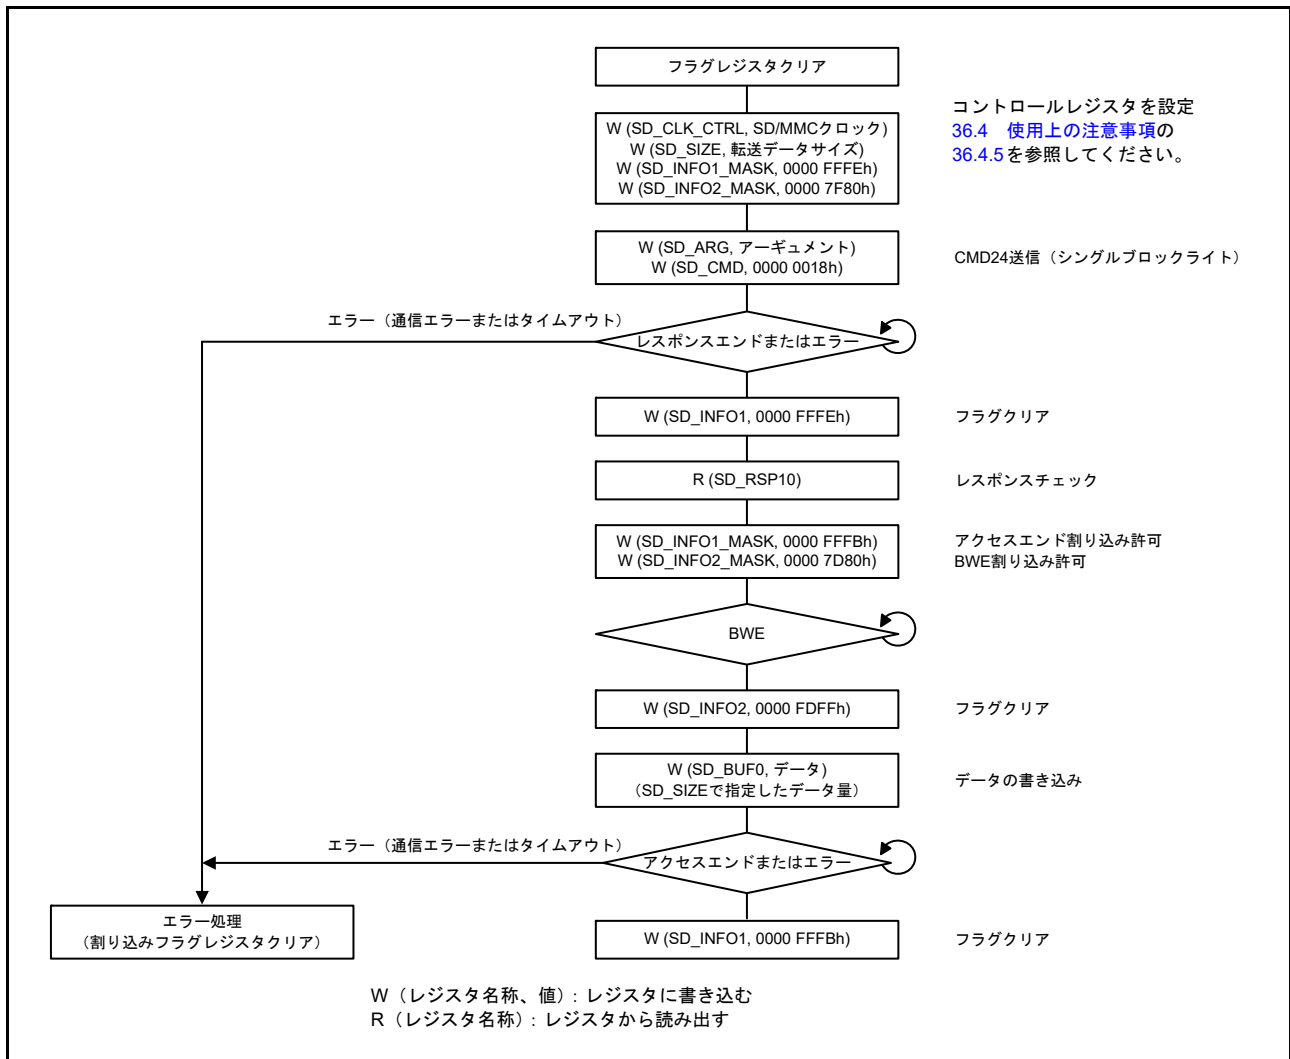 フラグレジスタクリア
コントロールレジスタを設定
36.4 使用上の注意事項の
36.4.5を参照してください。
W (SD_CLK_CTRL, SD/MMCクロック)
W (SD_SIZE, 転送データサイズ)
W (SD_INFO1_MASK, 0000 FFFEh)
W (SD_INFO2_MASK, 0000 7F80h)
W (SD_ARG, アーギュメント)
W (SD_CMD, 0000 0018h)
CMD24送信（シングルブロックライト）
エラー（通信エラーまたはタイムアウト）
レスポンスエンドまたはエラー
W (SD_INFO1, 0000 FFFEh)
フラグクリア
R (SD_RSP10)
レスポンスチェック
W (SD_INFO1_MASK, 0000 FFFBh)
W (SD_INFO2_MASK, 0000 7D80h)
アクセスエンド割り込み許可
BWE割り込み許可
BWE
W (SD_INFO2, 0000 FDFFh)
フラグクリア
W (SD_BUF0, データ)
（SD_SIZEで指定したデータ量）
データの書き込み
エラー（通信エラーまたはタイムアウト）
アクセスエンドまたはエラー
エラー処理
（割り込みフラグレジスタクリア）
W (SD_INFO1, 0000 FFFBh)
フラグクリア
W（レジスタ名称、値）: レジスタに書き込む
R（レジスタ名称）: レジスタから読み出す